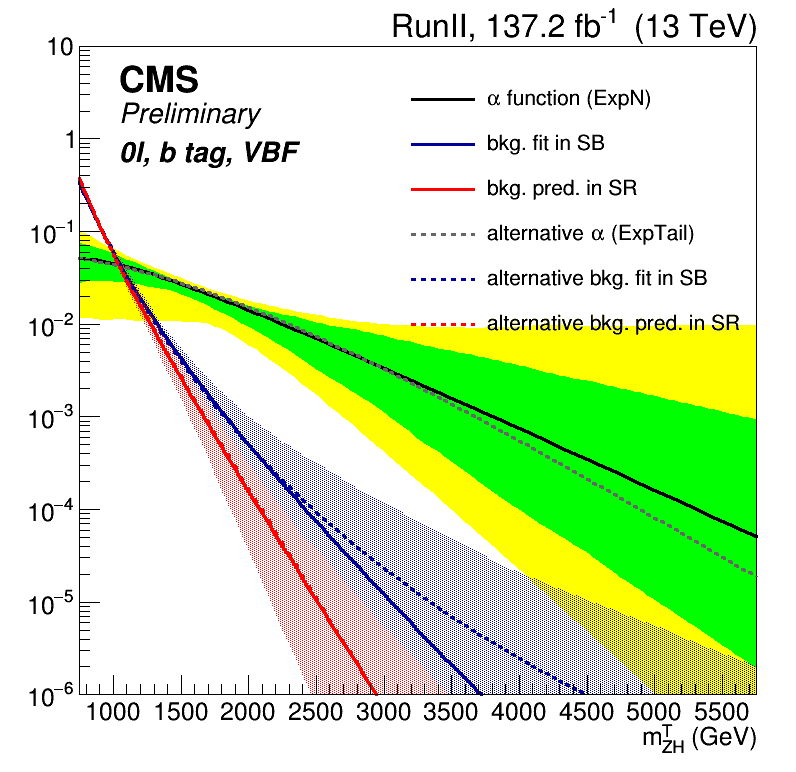 RunII, 137.2 fb⁻¹ (13 TeV)
CMS
Preliminary
0l, b tag, VBF
α function (ExpN)
bkg. fit in SB
bkg. pred. in SR
alternative α (ExpTail)
alternative bkg. fit in SB
alternative bkg. pred. in SR
10
1
10⁻¹
10⁻²
10⁻³
10⁻⁴
10⁻⁵
10⁻⁶
1000 1500 2000 2500 3000 3500 4000 4500 5000 5500
m^T_ZH (GeV)